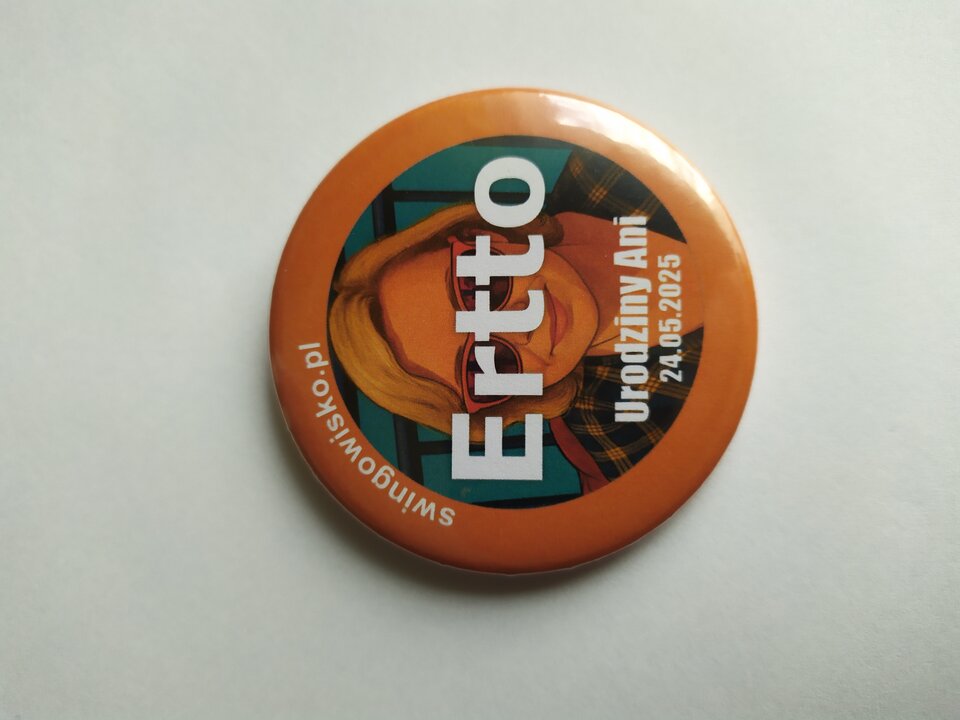 swingowisko.pl
Ertto
Urodziny Ani
24.05.2025